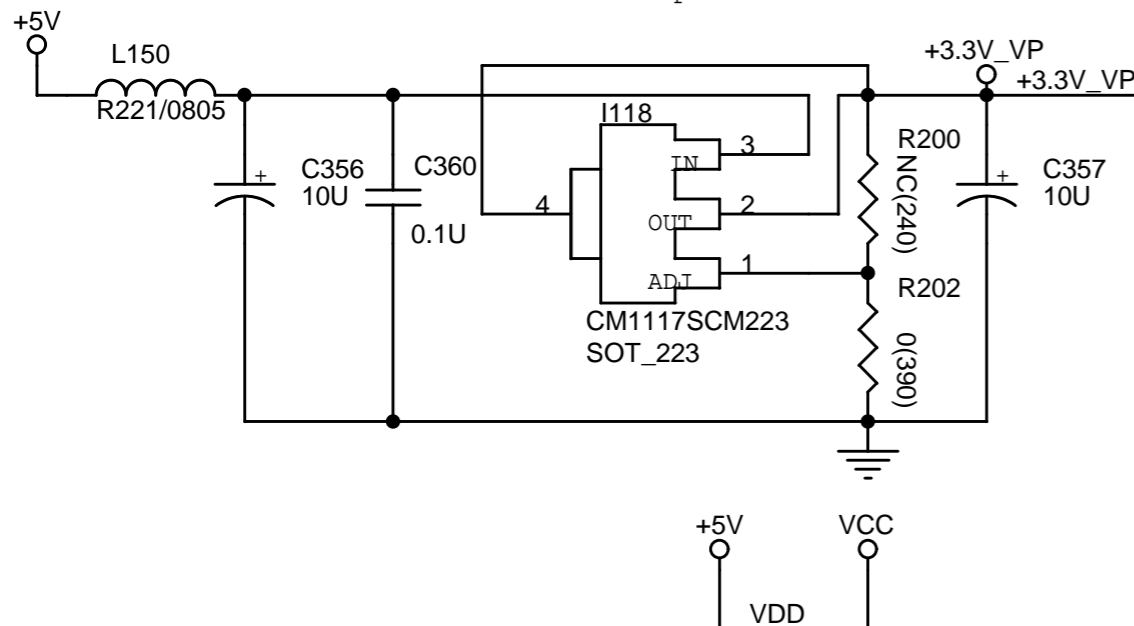 +5V
L150
R221/0805
C356
10U
C360
0.1U
I118
IN
3
OUT
2
ADJ
1
4
CM1117SCM223
SOT_223
+3.3V_VP
+3.3V_VP
R200
NC(240)
R202
0(390)
C357
10U
+5V
VCC
VDD